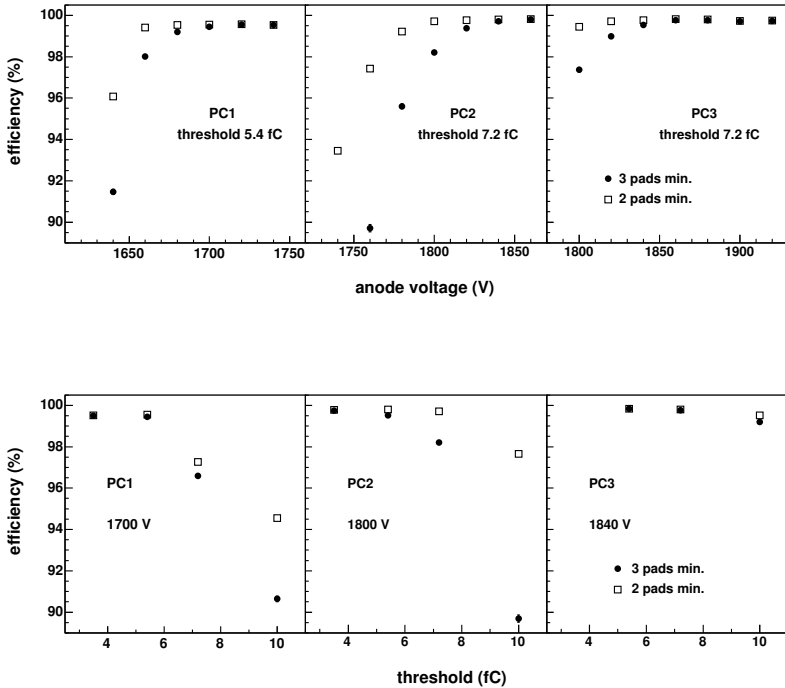 efficiency (%)
100
98
96
94
92
90
PC1
threshold 5.4 fC
PC2
threshold 7.2 fC
PC3
threshold 7.2 fC
3 pads min.
2 pads min.
1650 1700 1750
1750 1800 1850
1800 1850 1900
anode voltage (V)
efficiency (%)
100
98
96
94
92
90
PC1
1700 V
PC2
1800 V
PC3
1840 V
3 pads min.
2 pads min.
4 6 8 10
4 6 8 10
4 6 8 10
threshold (fC)